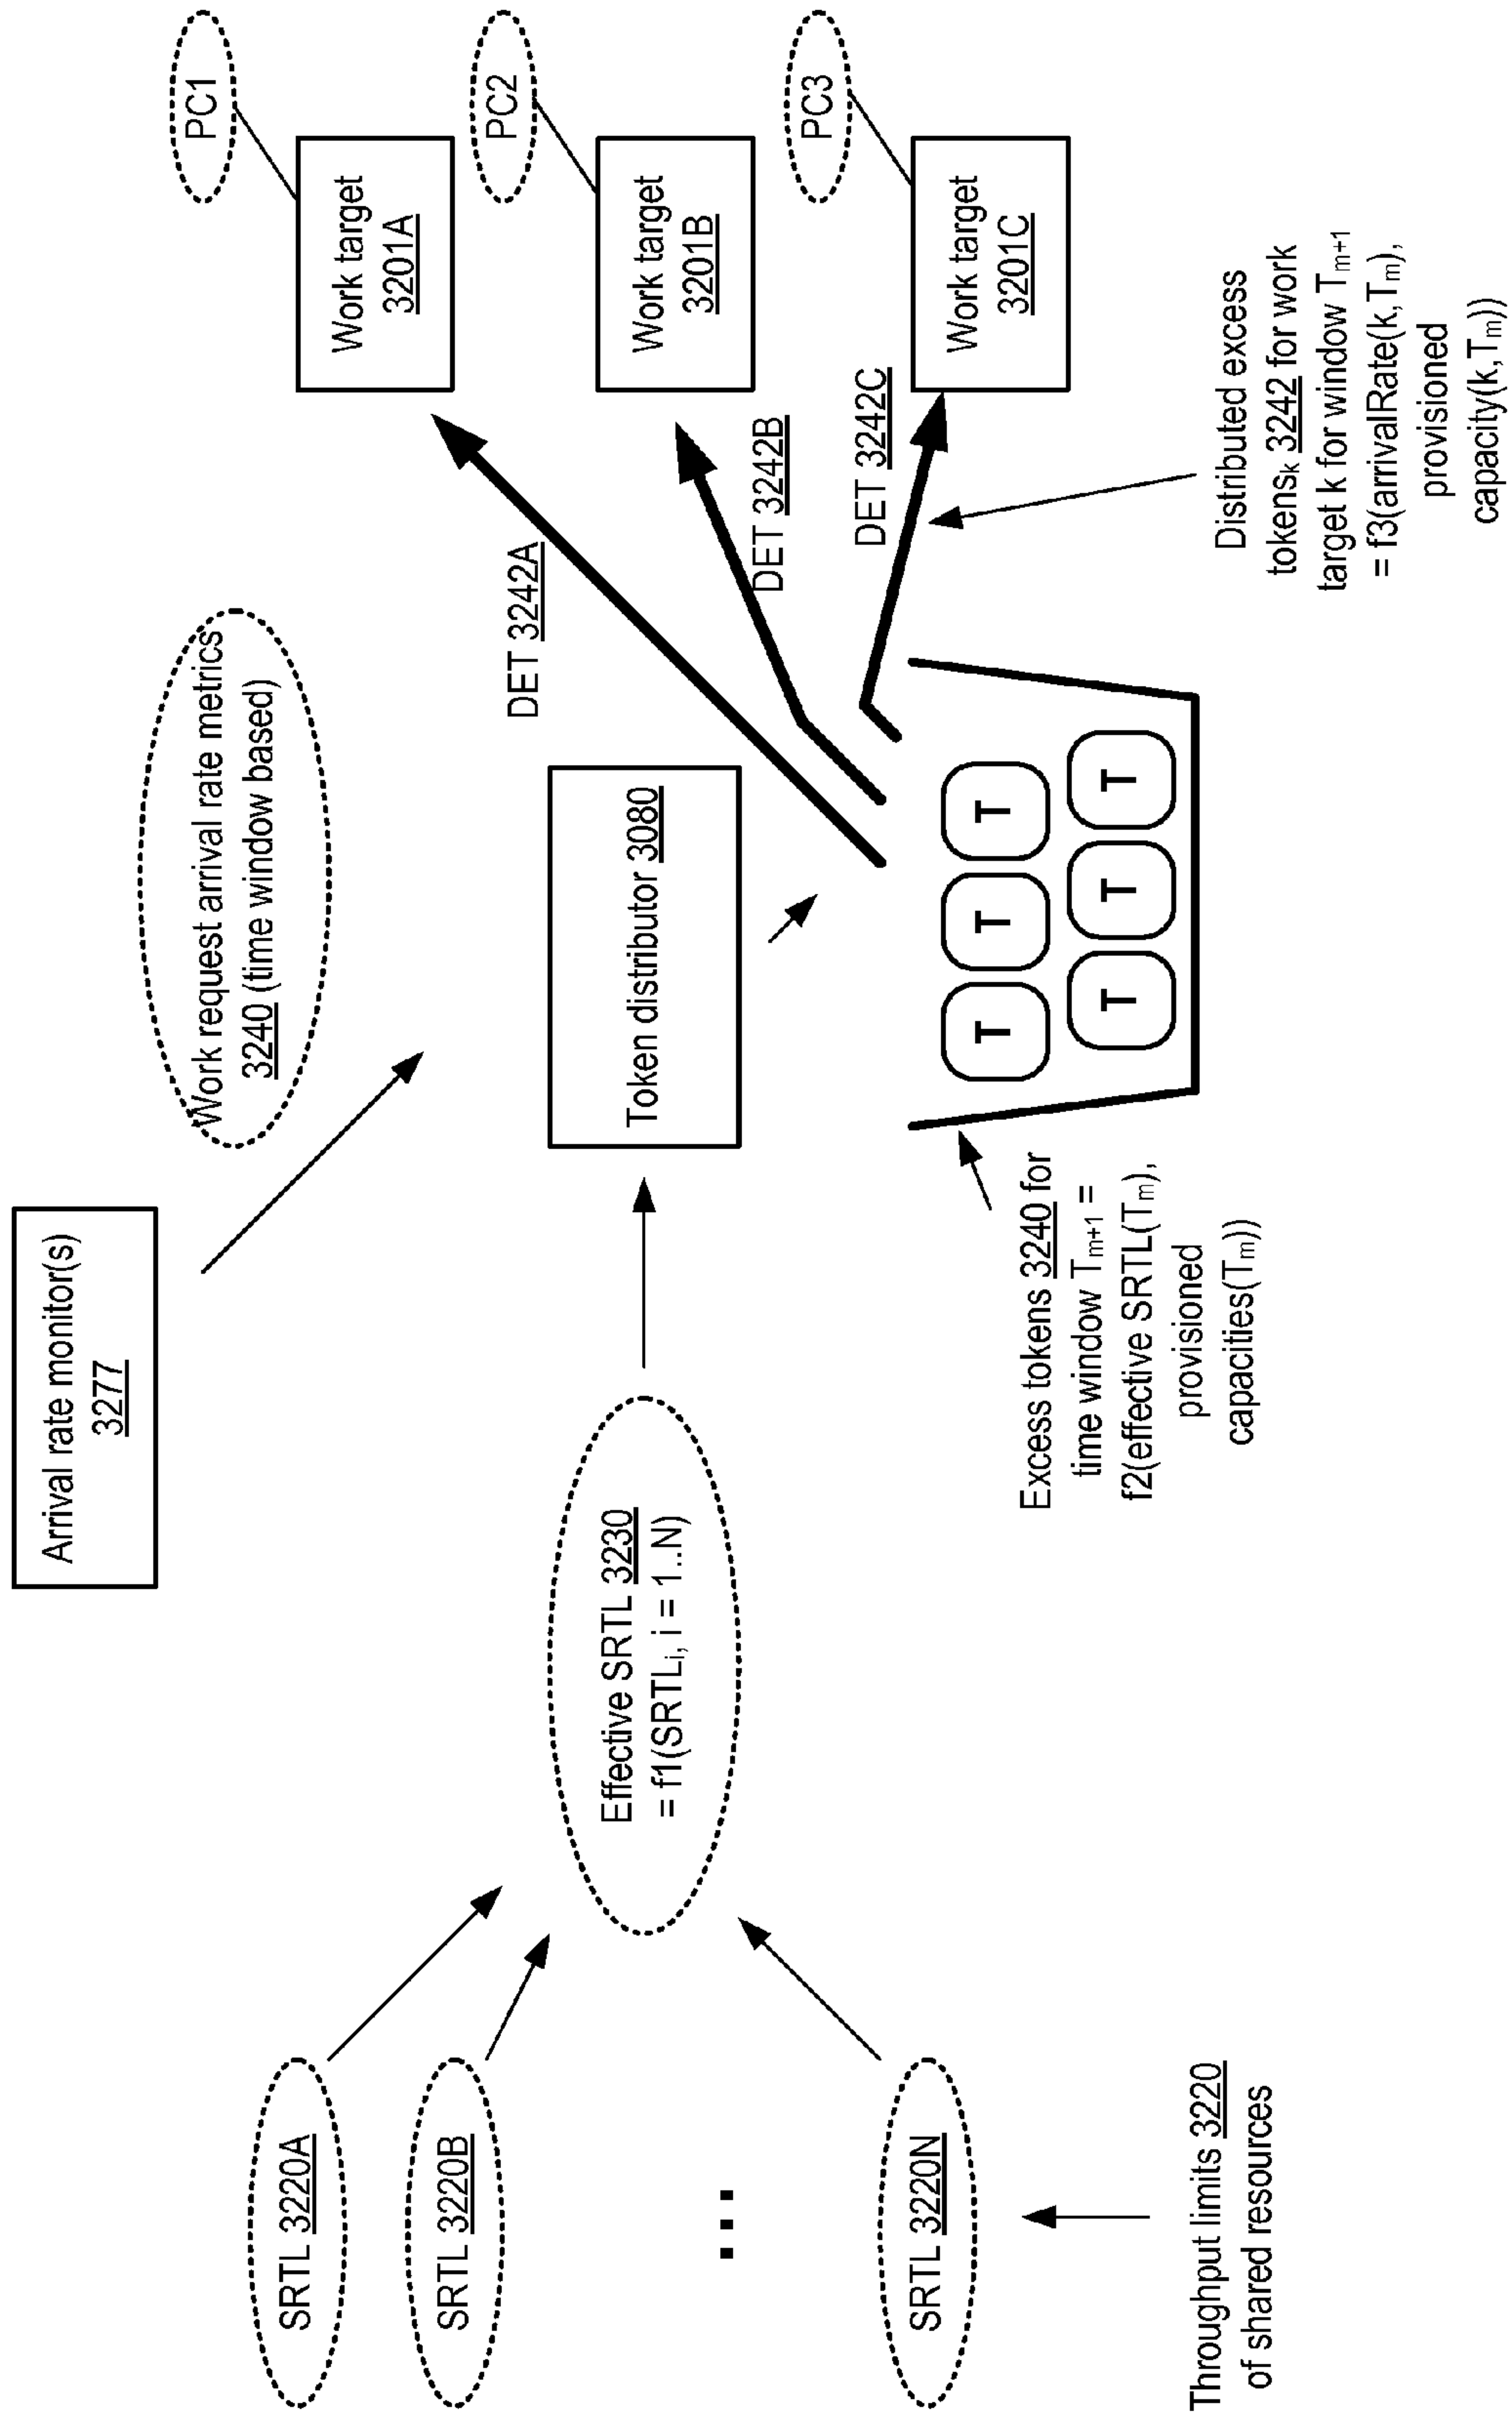 Arrival rate monitor(s)
3277
Work request arrival rate metrics
3240 (time window based)
SRTL 3220A
SRTL 3220B
...
SRTL 3220N
Throughput limits 3220
of shared resources
Effective SRTL 3230
= f1(SRTLi, i = 1..N)
Token distributor 3080
Excess tokens 3240 for
time window Tm+1 =
f2(effective SRTL(Tm),
provisioned
capacities(Tm))
T T T
T T T
DET 3242A
DET 3242B
DET 3242C
PC1
Work target
3201A
PC2
Work target
3201B
PC3
Work target
3201C
Distributed excess
tokensk 3242 for work
target k for window Tm+1
= f3(arrivalRate(k,Tm),
provisioned
capacity(k,Tm))